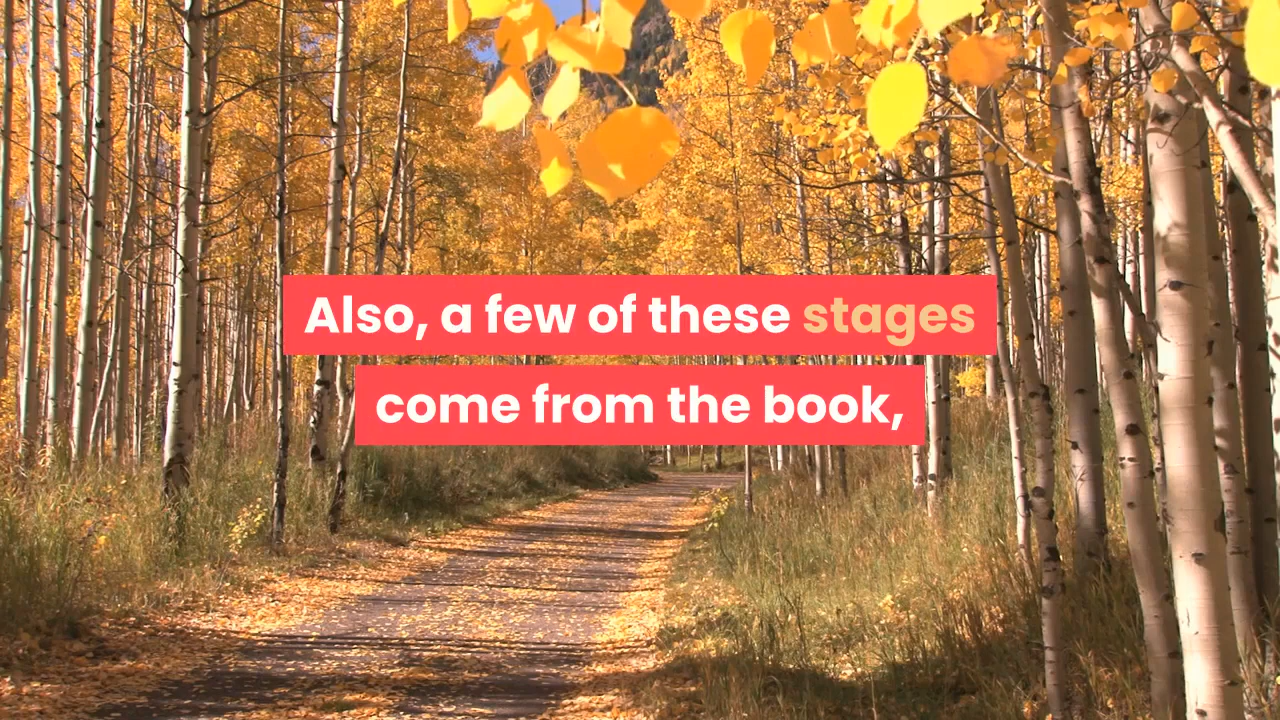 Also, a few of these stages
come from the book,